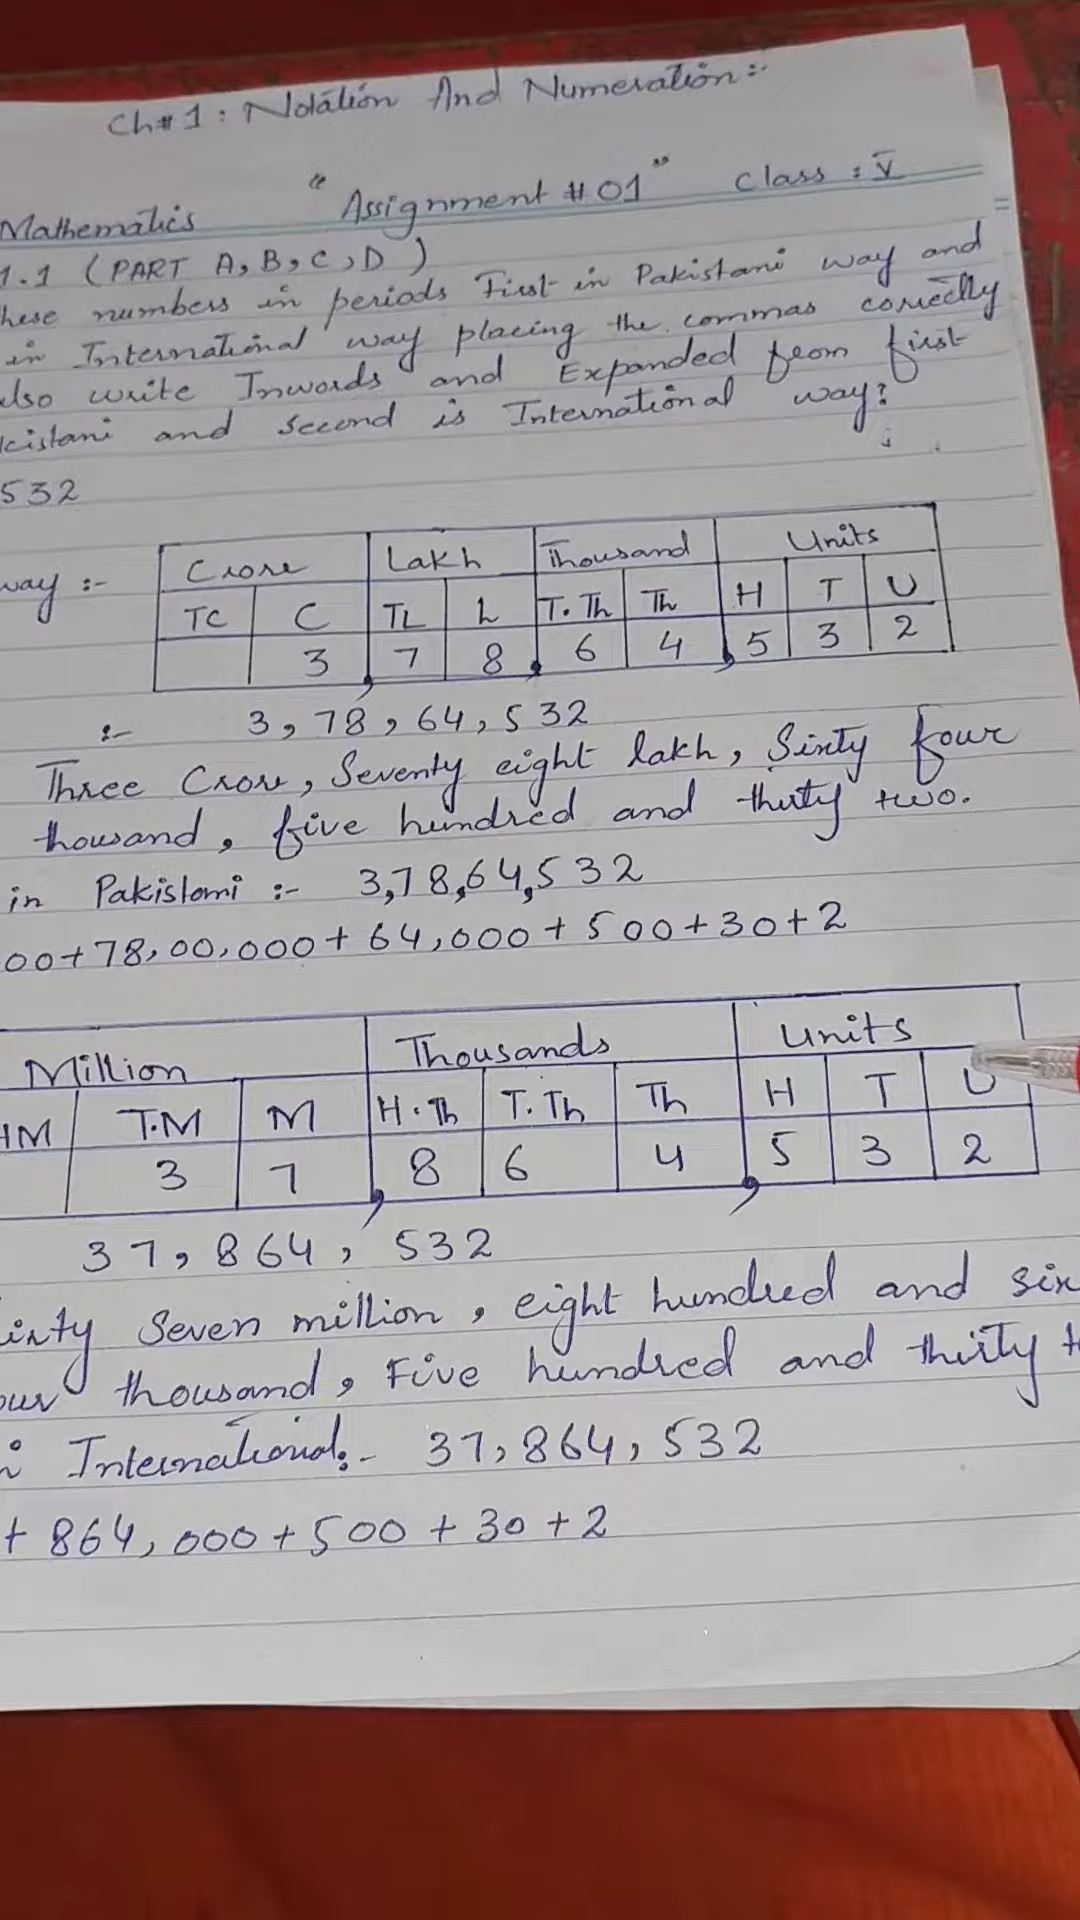 Ch#1: Notation And Numeration:-
"Assignment #01" Class: V
Mathematics
1.1 (PART A, B, C, D)
numbers in periods First in Pakistani way and
in International way placing the commas correctly
also write Inwords and Expanded from first
and second is International way?
532
way :-
Crore Lakh Thousand Units
TC C TL L T.Th Th H T U
3 7 8 6 4 5 3 2
:- 3,78,64,532
Three Crore, Seventy eight lakh, Sixty four
thousand, five hundred and thirty two.
in Pakistani :- 3,78,64,532
00+78,00,000+64,000+500+30+2
Million Thousands Units
HM T.M M H.Th T.Th Th H T U
3 7 8 6 4 5 3 2
37,864,532
Seven million, eight hundred and six
thousand, Five hundred and thirty
International:- 37,864,532
+ 864,000+500+30+2